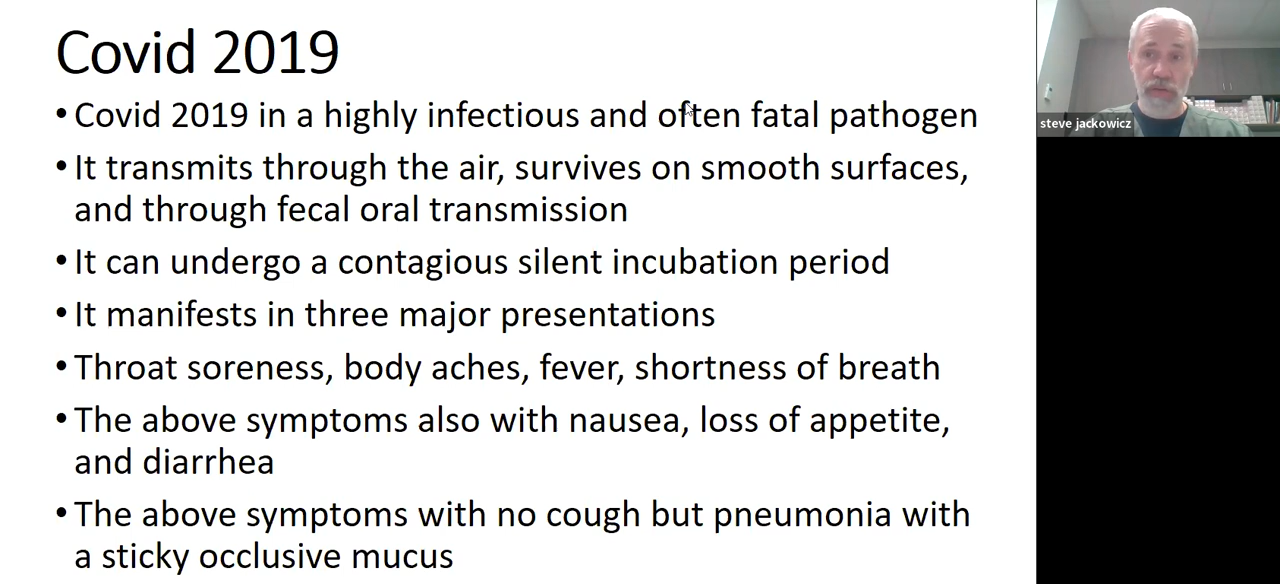 Covid 2019
• Covid 2019 in a highly infectious and often fatal pathogen
• It transmits through the air, survives on smooth surfaces,
and through fecal oral transmission
• It can undergo a contagious silent incubation period
• It manifests in three major presentations
• Throat soreness, body aches, fever, shortness of breath
• The above symptoms also with nausea, loss of appetite,
and diarrhea
• The above symptoms with no cough but pneumonia with
a sticky occlusive mucus
steve jackowicz